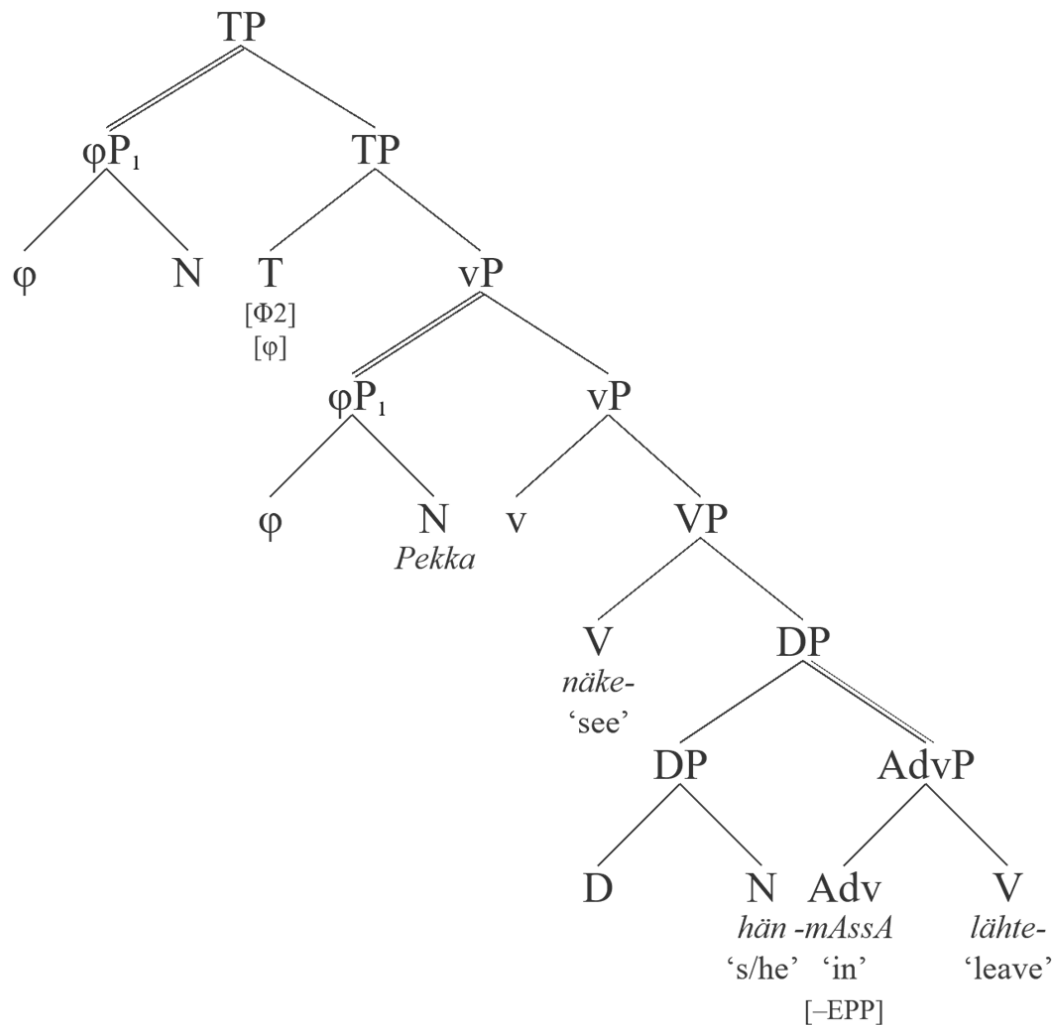 TP
φP₁ TP
φ N T vP
[Φ2]
[φ]
φP₁ vP
φ N v VP
Pekka
V DP
näke-
‘see’
DP AdvP
D N Adv V
hän -mAssA lähte-
‘s/he’ ‘in’ ‘leave’
[–EPP]